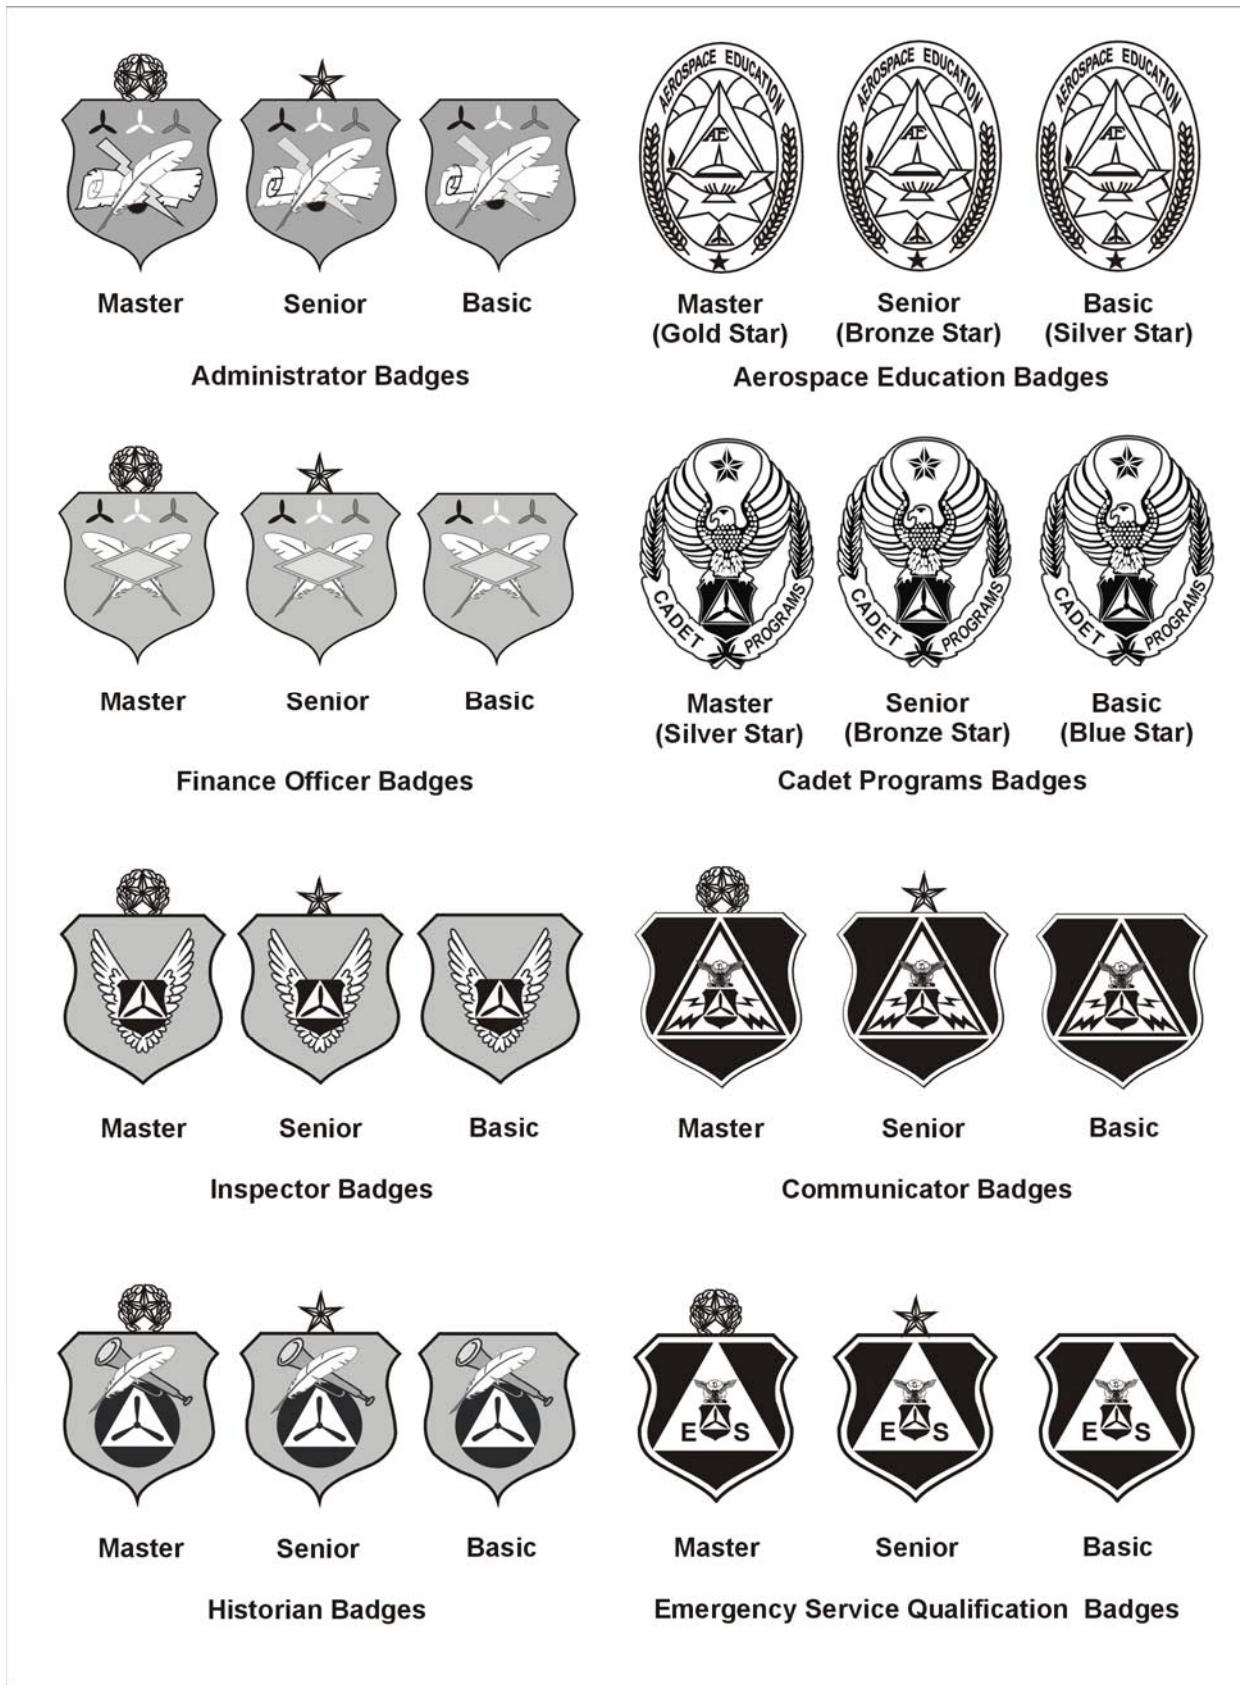 AEROSPACE EDUCATION
AE
AEROSPACE EDUCATION
AE
AEROSPACE EDUCATION
AE
Master
Senior
Basic
Administrator Badges
Master
(Gold Star)
Senior
(Bronze Star)
Basic
(Silver Star)
Aerospace Education Badges
CADET PROGRAMS
CADET PROGRAMS
CADET PROGRAMS
Master
Senior
Basic
Finance Officer Badges
Master
(Silver Star)
Senior
(Bronze Star)
Basic
(Blue Star)
Cadet Programs Badges
Master
Senior
Basic
Inspector Badges
Master
Senior
Basic
Communicator Badges
E S
E S
E S
Master
Senior
Basic
Historian Badges
Master
Senior
Basic
Emergency Service Qualification Badges